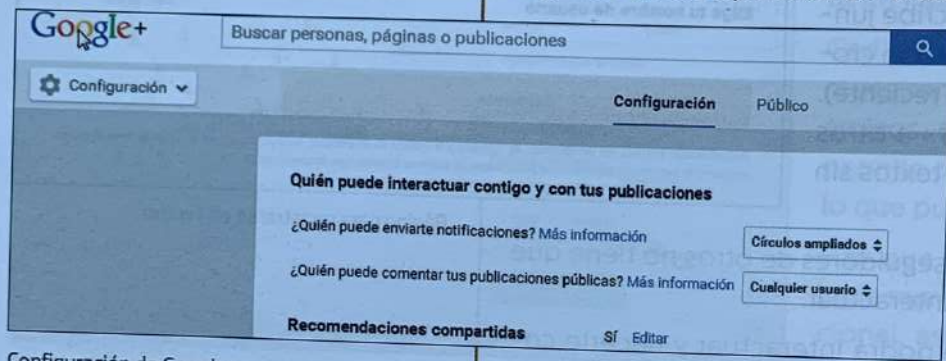 Google+
Buscar personas, páginas o publicaciones
Configuración
Configuración Público
Quién puede interactuar contigo y con tus publicaciones
¿Quién puede enviarte notificaciones? Más información Círculos ampliados
¿Quién puede comentar tus publicaciones públicas? Más información Cualquier usuario
Recomendaciones compartidas Sí Editar